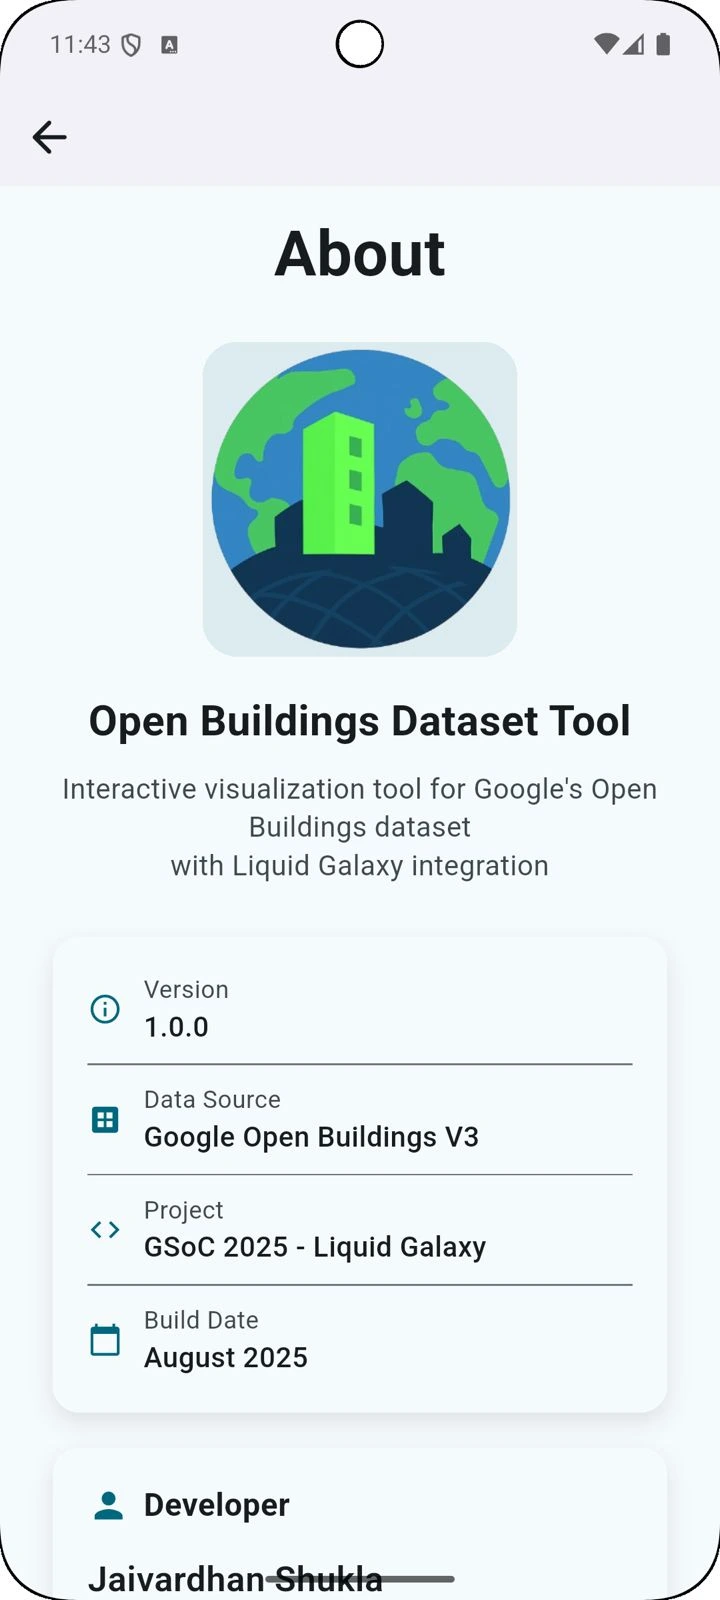 11:43
A
About
Open Buildings Dataset Tool
Interactive visualization tool for Google's Open
Buildings dataset
with Liquid Galaxy integration
Version
1.0.0
Data Source
Google Open Buildings V3
Project
GSoC 2025 - Liquid Galaxy
Build Date
August 2025
Developer
Jaivardhan Shukla